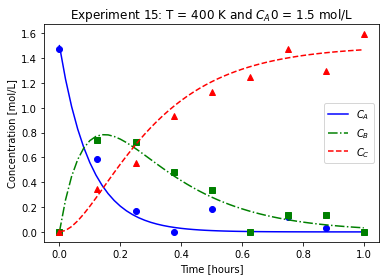 Experiment 15: T = 400 K and C_A0 = 1.5 mol/L
Concentration [mol/L]
1.6
1.4
1.2
1.0
0.8
0.6
0.4
0.2
0.0
C_A
C_B
C_C
0.0 0.2 0.4 0.6 0.8 1.0
Time [hours]